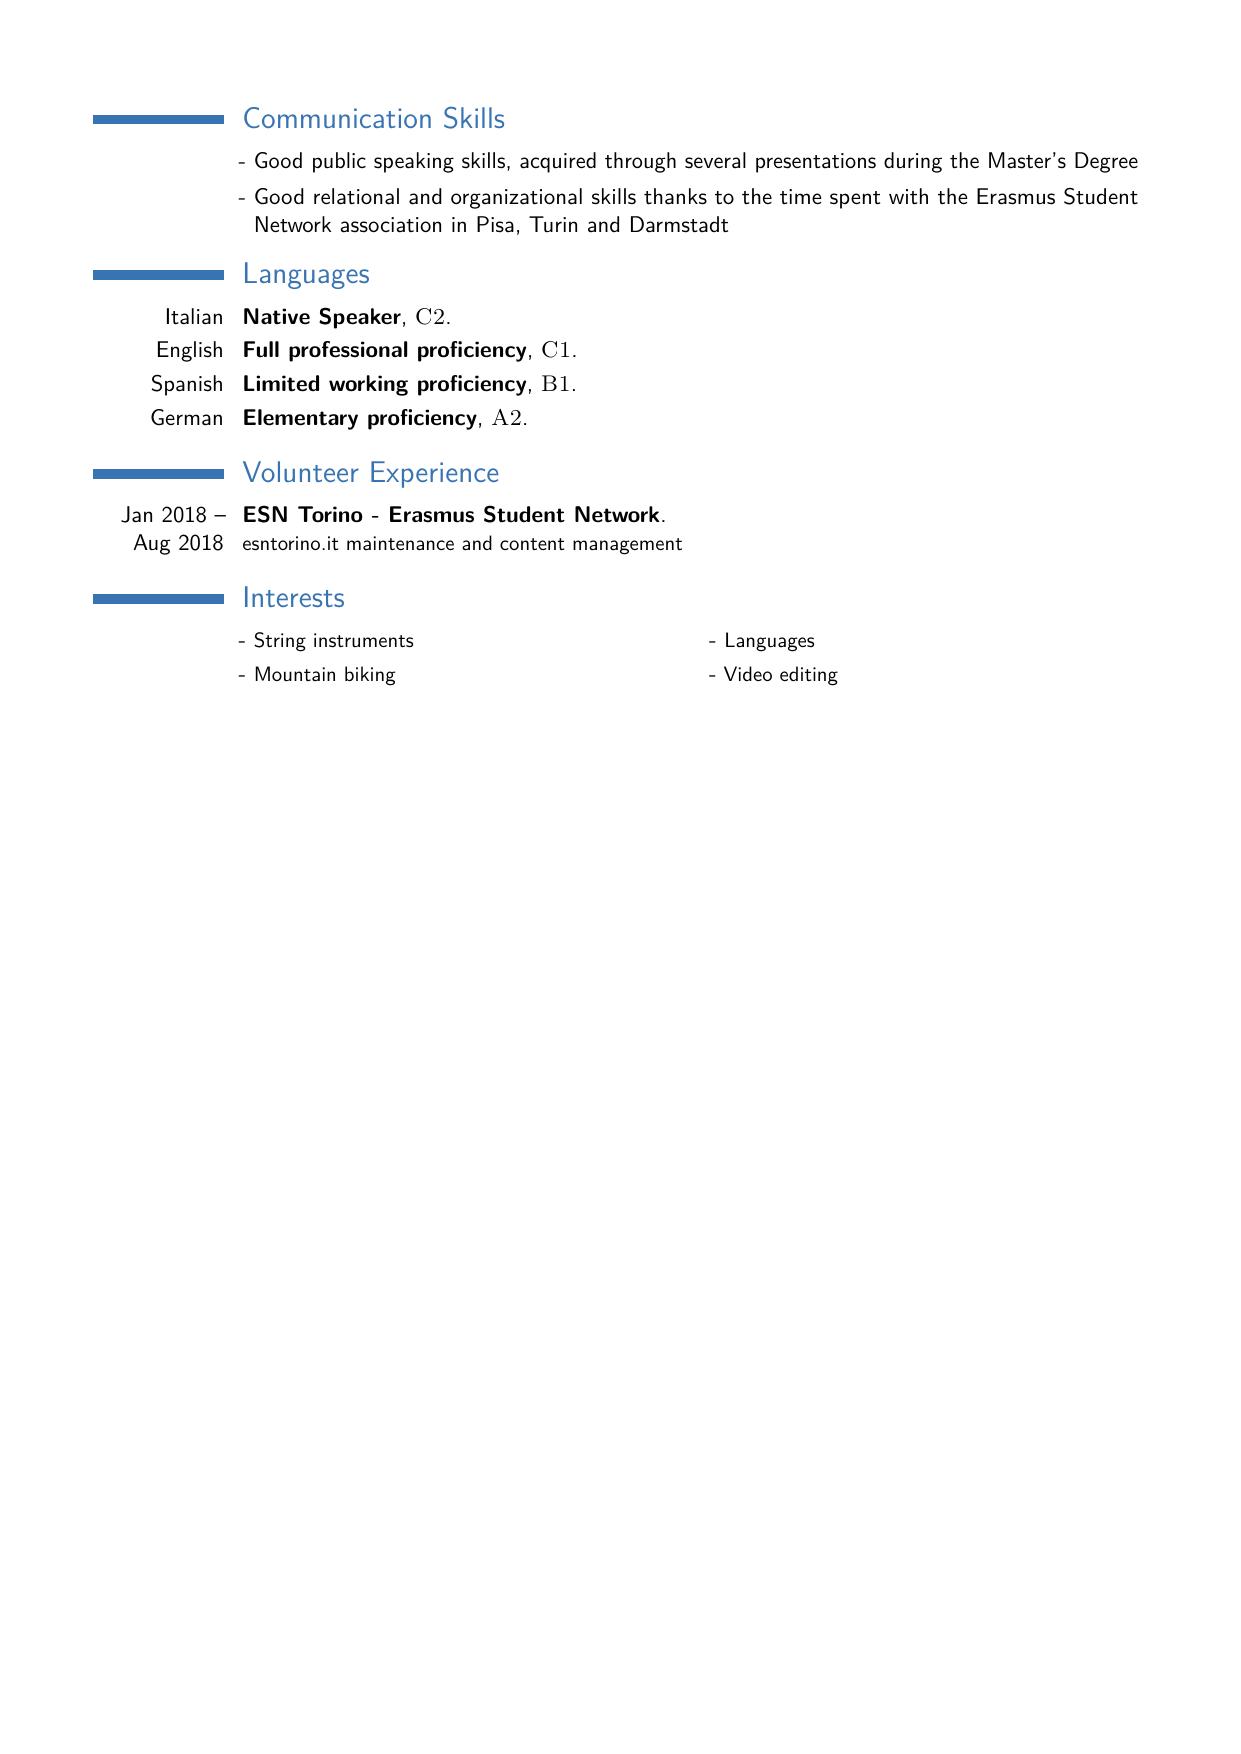 Communication Skills
- Good public speaking skills, acquired through several presentations during the Master's Degree
- Good relational and organizational skills thanks to the time spent with the Erasmus Student
Network association in Pisa, Turin and Darmstadt
Languages
Italian Native Speaker, C2.
English Full professional proficiency, C1.
Spanish Limited working proficiency, B1.
German Elementary proficiency, A2.
Volunteer Experience
Jan 2018 – ESN Torino - Erasmus Student Network.
Aug 2018 esntorino.it maintenance and content management
Interests
- String instruments - Languages
- Mountain biking - Video editing